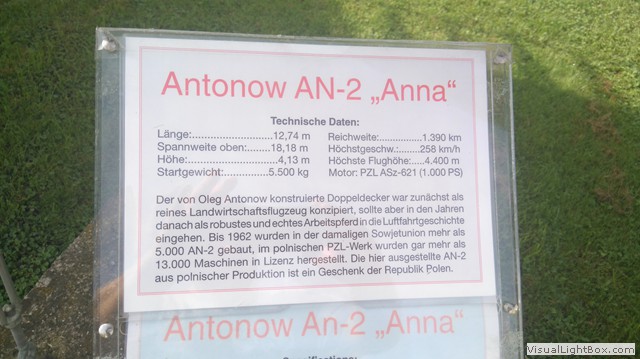 Antonow AN-2 „Anna“
Technische Daten:
Länge:............................12,74 m
Spannweite oben:........18,18 m
Höhe:...............................4,13 m
Startgewicht:...............5.500 kg
Reichweite:................1.390 km
Höchstgeschw.:........258 km/h
Höchste Flughöhe:.....4.400 m
Motor: PZL ASz-621 (1.000 PS)
Der von Oleg Antonow konstruierte Doppeldecker war zunächst als
reines Landwirtschaftsflugzeug konzipiert, sollte aber in den Jahren
danach als robustes und echtes Arbeitspferd in die Luftfahrtgeschichte
eingehen. Bis 1962 wurden in der damaligen Sowjetunion mehr als
5.000 AN-2 gebaut, im polnischen PZL-Werk wurden gar mehr als
13.000 Maschinen in Lizenz hergestellt. Die hier ausgestellte AN-2
aus polnischer Produktion ist ein Geschenk der Republik Polen.
Antonow An-2 „Anna“
VisualLightBox.com